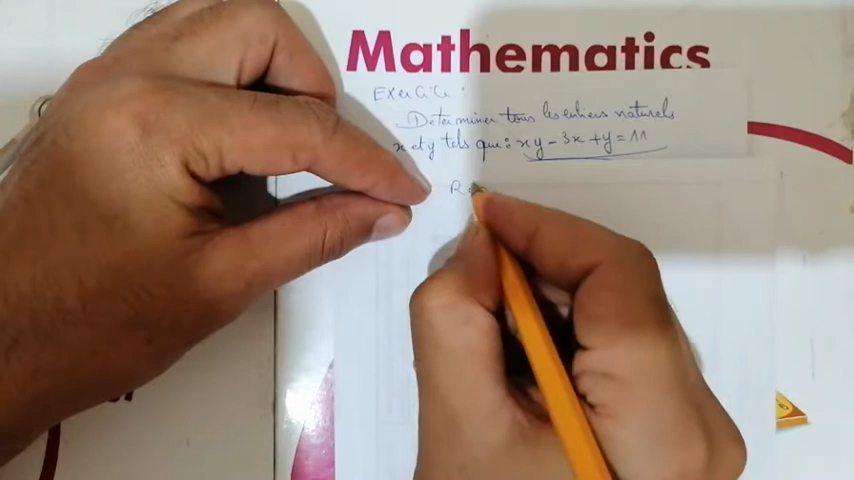 Mathematics
Exercice :
Déterminer tous les entiers naturels
x et y tels que : xy - 3x + y = 11